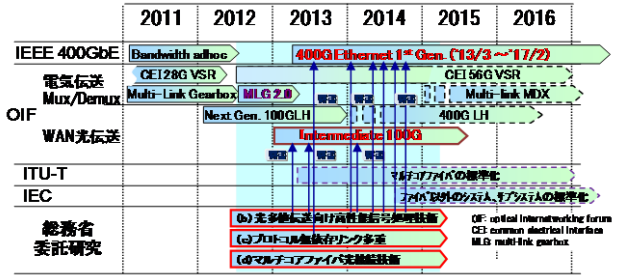 2011 2012 2013 2014 2015 2016
IEEE 400GbE
Bandwidth adhoc
400G Ethernet 1st Gen. ('13/3 ~'17/2)
電気伝送
Mux/Demux
CEI 28G VSR
CEI 56G VSR
Multi-Link Gearbox
MLG 2.0
Multi-link MDX
OIF
Next Gen. 100GLH
400G LH
WAN光伝送
Intermediate 100G
ITU-T
マルチコアファイバの標準化
IEC
ファイバ以外のシステム、サブシステムの標準化
総務省
委託研究
(b) 光多値伝送向け高性能信号処理技術
(c)プロトコル無依存リンク多重
(d)マルチコアファイバ光接続技術
OIF: optical internetworking forum
CEI: common electrical interface
MLG: multi-link gearbox